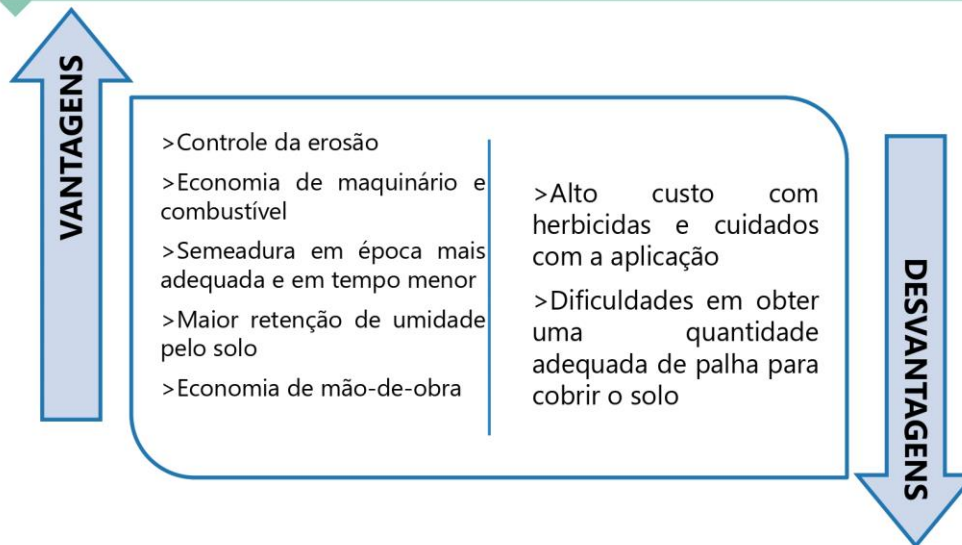 VANTAGENS
>Controle da erosão
>Economia de maquinário e
combustível
>Semeadura em época mais
adequada e em tempo menor
>Maior retenção de umidade
pelo solo
>Economia de mão-de-obra
>Alto custo com
herbicidas e cuidados
com a aplicação
>Dificuldades em obter
uma quantidade
adequada de palha para
cobrir o solo
DESVANTAGENS